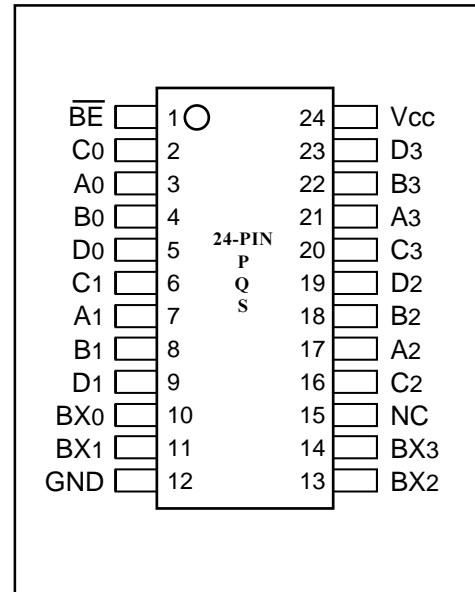 B̅E̅ 1 24 Vcc
C0 2 23 D3
A0 3 22 B3
B0 4 21 A3
D0 5 20 C3
C1 6 19 D2
A1 7 18 B2
B1 8 17 A2
D1 9 16 C2
BX0 10 15 NC
BX1 11 14 BX3
GND 12 13 BX2
24-PIN
P
Q
S